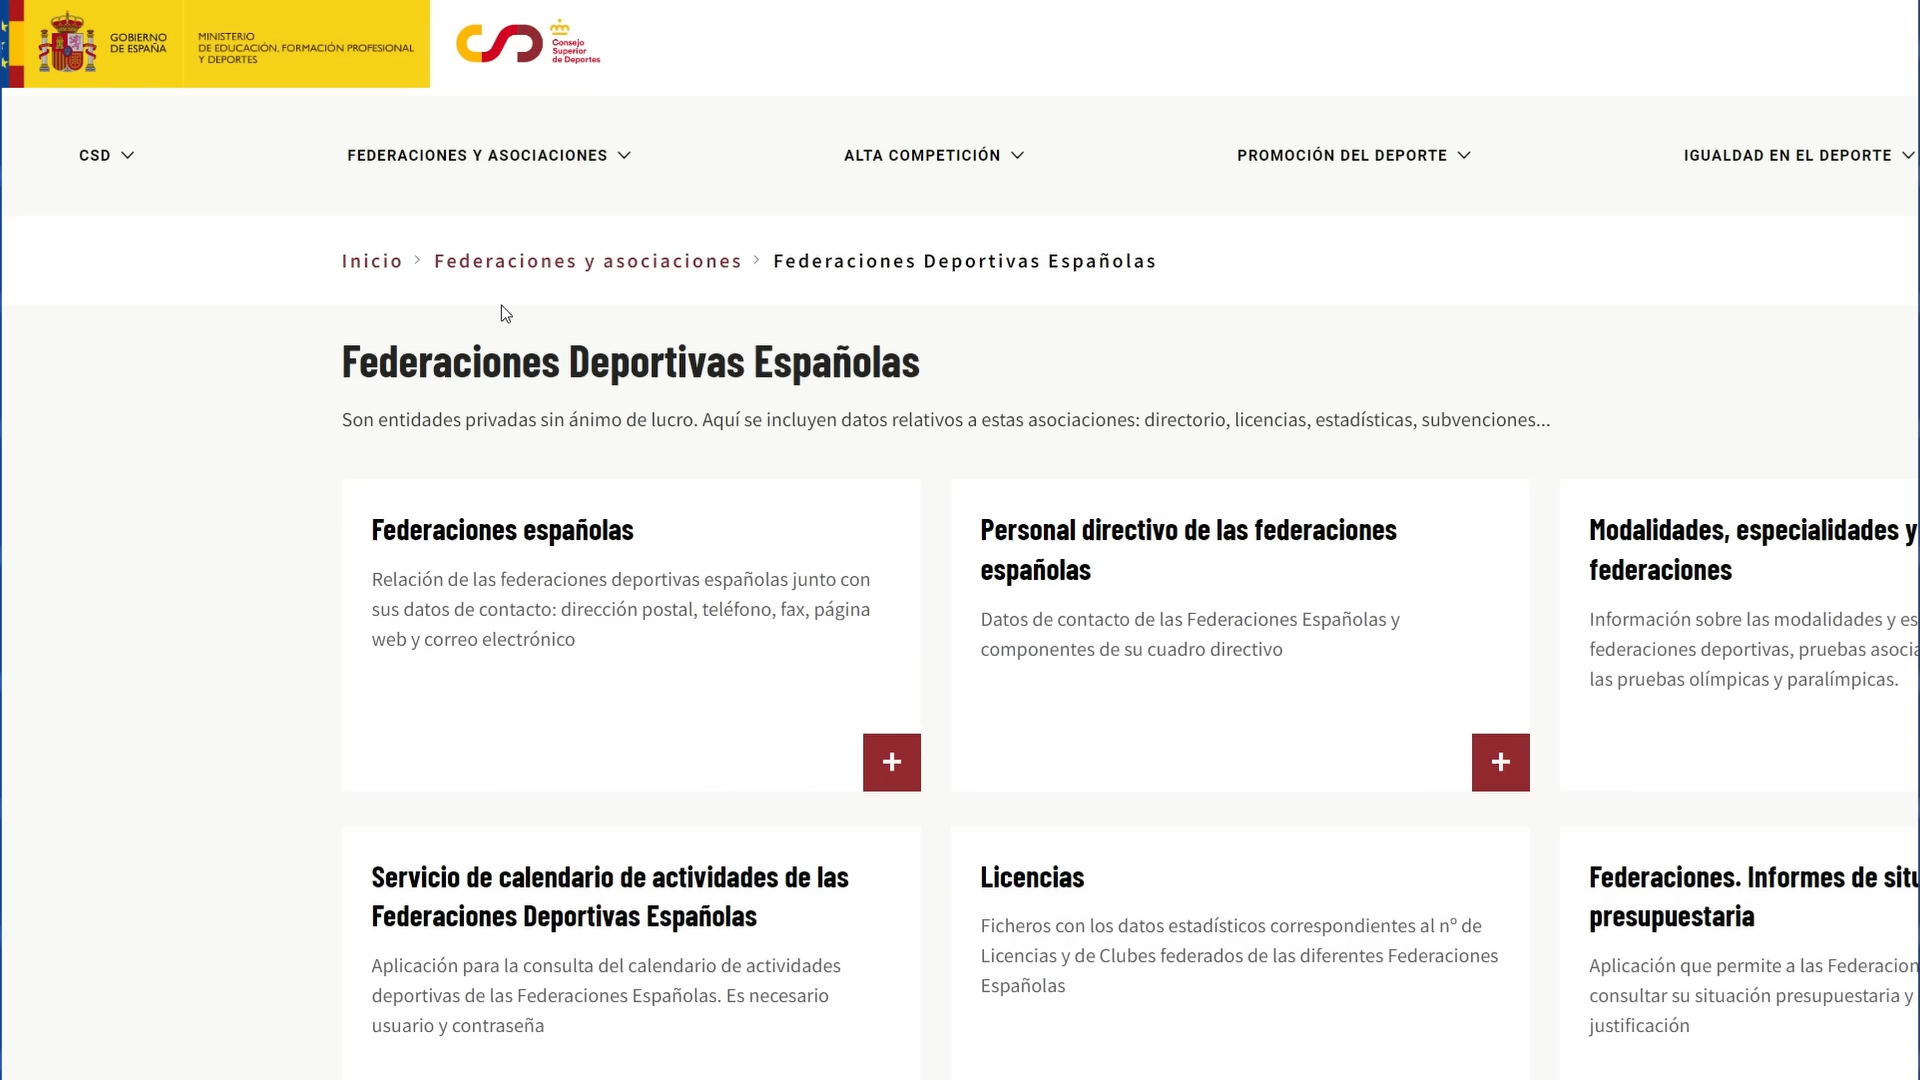 GOBIERNO
DE ESPAÑA
MINISTERIO
DE EDUCACIÓN, FORMACIÓN PROFESIONAL
Y DEPORTES
Consejo
Superior
de Deportes
CSD
FEDERACIONES Y ASOCIACIONES
ALTA COMPETICIÓN
PROMOCIÓN DEL DEPORTE
IGUALDAD EN EL DEPORTE
Inicio > Federaciones y asociaciones > Federaciones Deportivas Españolas
Federaciones Deportivas Españolas
Son entidades privadas sin ánimo de lucro. Aquí se incluyen datos relativos a estas asociaciones: directorio, licencias, estadísticas, subvenciones...
Federaciones españolas
Relación de las federaciones deportivas españolas junto con
sus datos de contacto: dirección postal, teléfono, fax, página
web y correo electrónico
Personal directivo de las federaciones
españolas
Datos de contacto de las Federaciones Españolas y
componentes de su cuadro directivo
Modalidades, especialidades y
federaciones
Información sobre las modalidades y es
federaciones deportivas, pruebas asocia
las pruebas olímpicas y paralímpicas.
Servicio de calendario de actividades de las
Federaciones Deportivas Españolas
Aplicación para la consulta del calendario de actividades
deportivas de las Federaciones Españolas. Es necesario
usuario y contraseña
Licencias
Ficheros con los datos estadísticos correspondientes al nº de
Licencias y de Clubes federados de las diferentes Federaciones
Españolas
Federaciones. Informes de situ
presupuestaria
Aplicación que permite a las Federacion
consultar su situación presupuestaria y
justificación